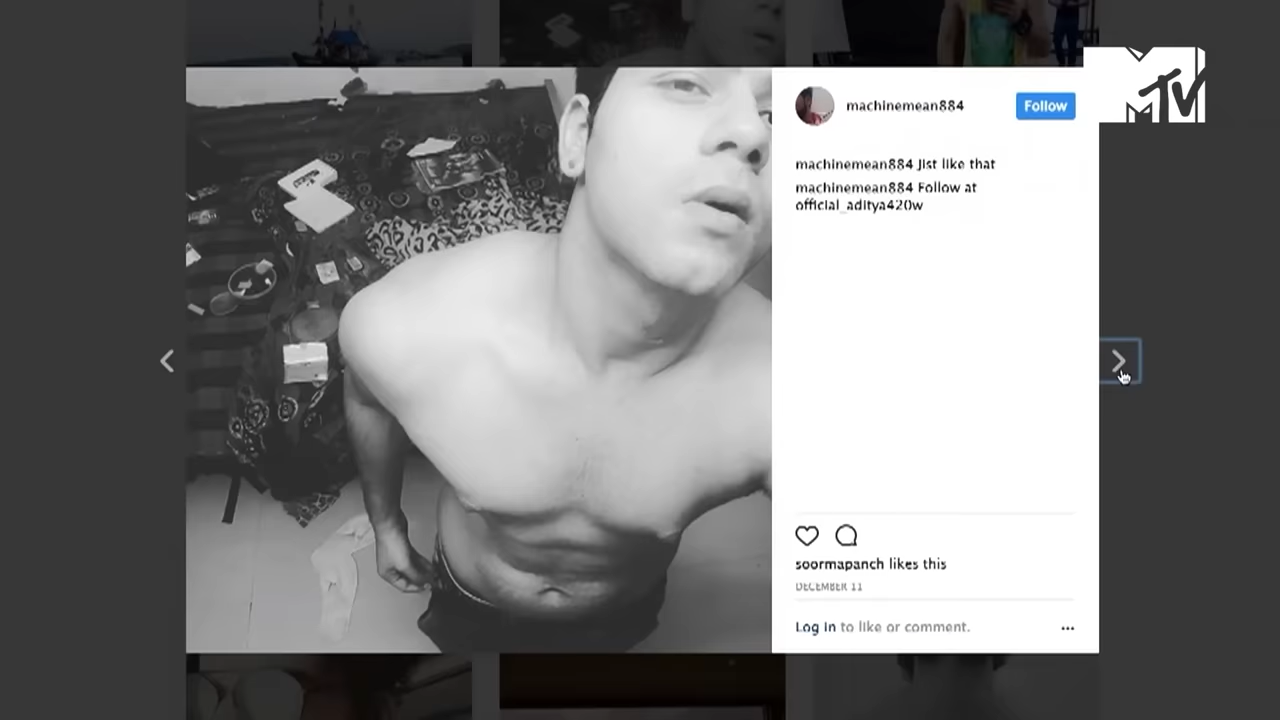 MTV
machinemean884
Follow
machinemean884 Jist like that
machinemean884 Follow at
official_aditya420w
soormapanch likes this
DECEMBER 11
Log in to like or comment.